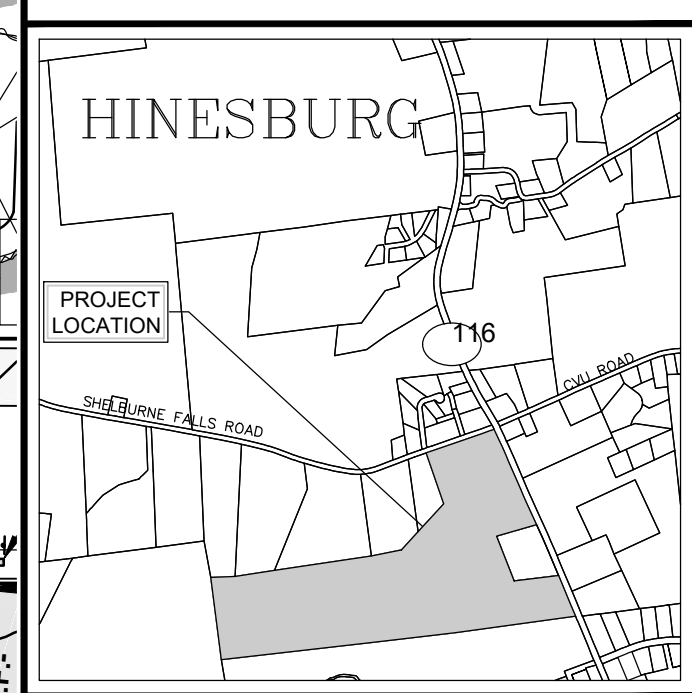 HINESBURG
PROJECT
LOCATION
116
CVU ROAD
SHELBURNE FALLS ROAD